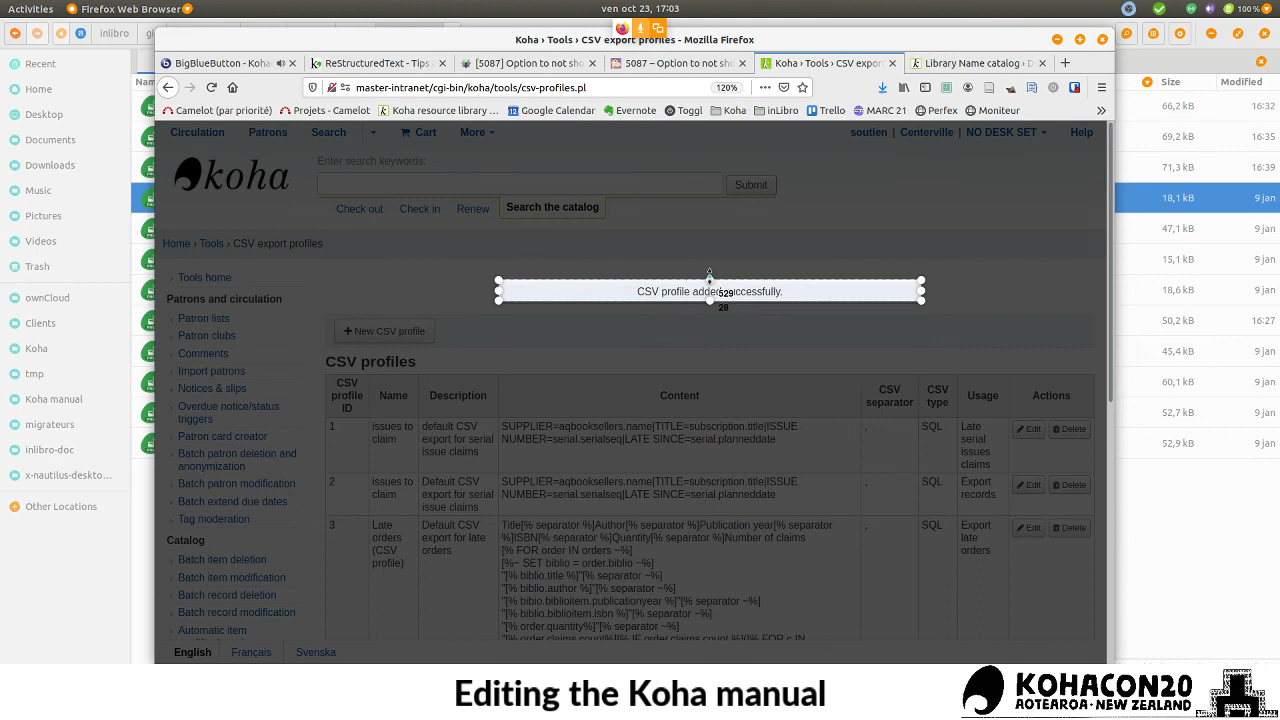 Activities
Firefox Web Browser
ven oct 23, 17:03
100%
inlibro
Koha › Tools › CSV export profiles - Mozilla Firefox
BigBlueButton - Koha
ReStructuredText - Tips
[5087] Option to not sho
5087 – Option to not sh
Koha › Tools › CSV export
Library Name catalog › D
master-intranet/cgi-bin/koha/tools/csv-profiles.pl
120%
Camelot (par priorité)
Projets - Camelot
Koha resource library ...
Google Calendar
Evernote
Toggl
Koha
inLibro
Trello
MARC 21
Perfex
Moniteur
Recent
Home
Desktop
Documents
Downloads
Music
Pictures
Videos
Trash
ownCloud
Clients
Koha
tmp
Koha manual
migrateurs
inlibro-doc
x-nautilus-deskto...
Other Locations
Size
Modified
66,2 kB 16:32
69,2 kB 16:35
71,3 kB 16:39
18,1 kB 9 jan
47,1 kB 9 jan
15,1 kB 9 jan
18,6 kB 9 jan
50,2 kB 16:27
45,4 kB 9 jan
60,1 kB 9 jan
52,7 kB 9 jan
52,9 kB 9 jan
Circulation
Patrons
Search
Cart
More
soutien
Centerville
NO DESK SET
Help
koha
Enter search keywords:
Submit
Check out
Check in
Renew
Search the catalog
Home › Tools › CSV export profiles
CSV profile added successfully.
529
28
Tools home
Patrons and circulation
Patron lists
Patron clubs
Comments
Import patrons
Notices & slips
Overdue notice/status
triggers
Patron card creator
Batch patron deletion and
anonymization
Batch patron modification
Batch extend due dates
Tag moderation
Catalog
Batch item deletion
Batch item modification
Batch record deletion
Batch record modification
Automatic item
New CSV profile
CSV profiles
CSV profile ID
Name
Description
Content
CSV separator
CSV type
Usage
Actions
1
issues to claim
default CSV export for serial issue claims
SUPPLIER=aqbooksellers.name|TITLE=subscription.title|ISSUE
NUMBER=serial.serialseq|LATE SINCE=serial.planneddate
,
SQL
Late serial issues claims
Edit
Delete
2
issues to claim
Default CSV export for serial issue claims
SUPPLIER=aqbooksellers.name|TITLE=subscription.title|ISSUE
NUMBER=serial.serialseq|LATE SINCE=serial.planneddate
,
SQL
Export records
Edit
Delete
3
Late orders (CSV profile)
Default CSV export for late orders
Title[% separator %]Author[% separator %]Publication year[% separator
%]ISBN[% separator %]Quantity[% separator %]Number of claims
[% FOR order IN orders ~%]
[%~ SET biblio = order.biblio ~%]
"[% biblio.title %]"[% separator ~%]
"[% biblio.author %]"[% separator ~%]
"[% bibio.biblioitem.publicationyear %]"[% separator ~%]
"[% biblio.biblioitem.isbn %]"[% separator ~%]
"[% order.quantity%]"[% separator ~%]
"[% order.claims.count%][% IF order.claims.count %]([% FOR c IN
,
SQL
Export late orders
Edit
Delete
English
Français
Svenska
Editing the Koha manual
KOHACON20
AOTEAROA • NEW ZEALAND